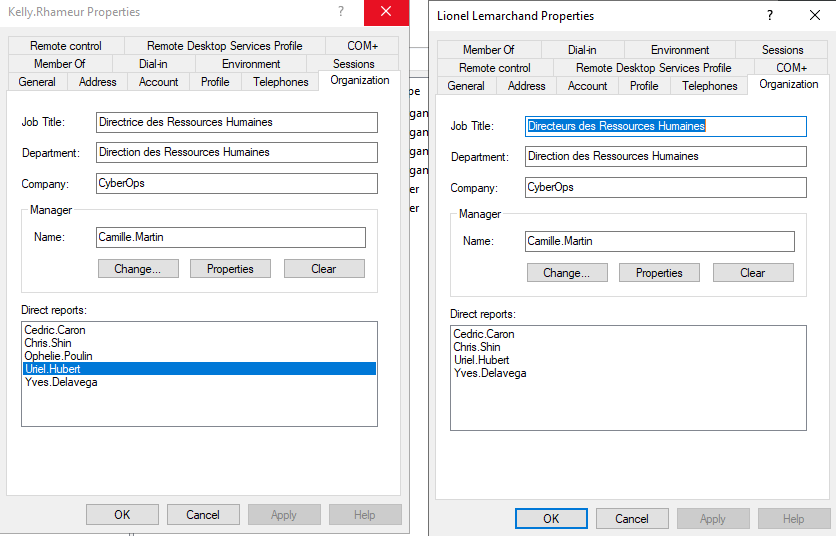 Kelly.Rhameur Properties
?
Remote control
Remote Desktop Services Profile
COM+
Member Of
Dial-in
Environment
Sessions
General
Address
Account
Profile
Telephones
Organization
Job Title:
Directrice des Ressources Humaines
Department:
Direction des Ressources Humaines
Company:
CyberOps
Manager
Name:
Camille.Martin
Change...
Properties
Clear
Direct reports:
Cedric.Caron
Chris.Shin
Ophelie.Poulin
Uriel.Hubert
Yves.Delavega
OK
Cancel
Apply
Help
pe
gan
gan
gan
gan
er
er
Lionel Lemarchand Properties
?
Member Of
Dial-in
Environment
Sessions
Remote control
Remote Desktop Services Profile
COM+
General
Address
Account
Profile
Telephones
Organization
Job Title:
Directeurs des Ressources Humaines
Department:
Direction des Ressources Humaines
Company:
CyberOps
Manager
Name:
Camille.Martin
Change...
Properties
Clear
Direct reports:
Cedric.Caron
Chris.Shin
Uriel.Hubert
Yves.Delavega
OK
Cancel
Apply
Help